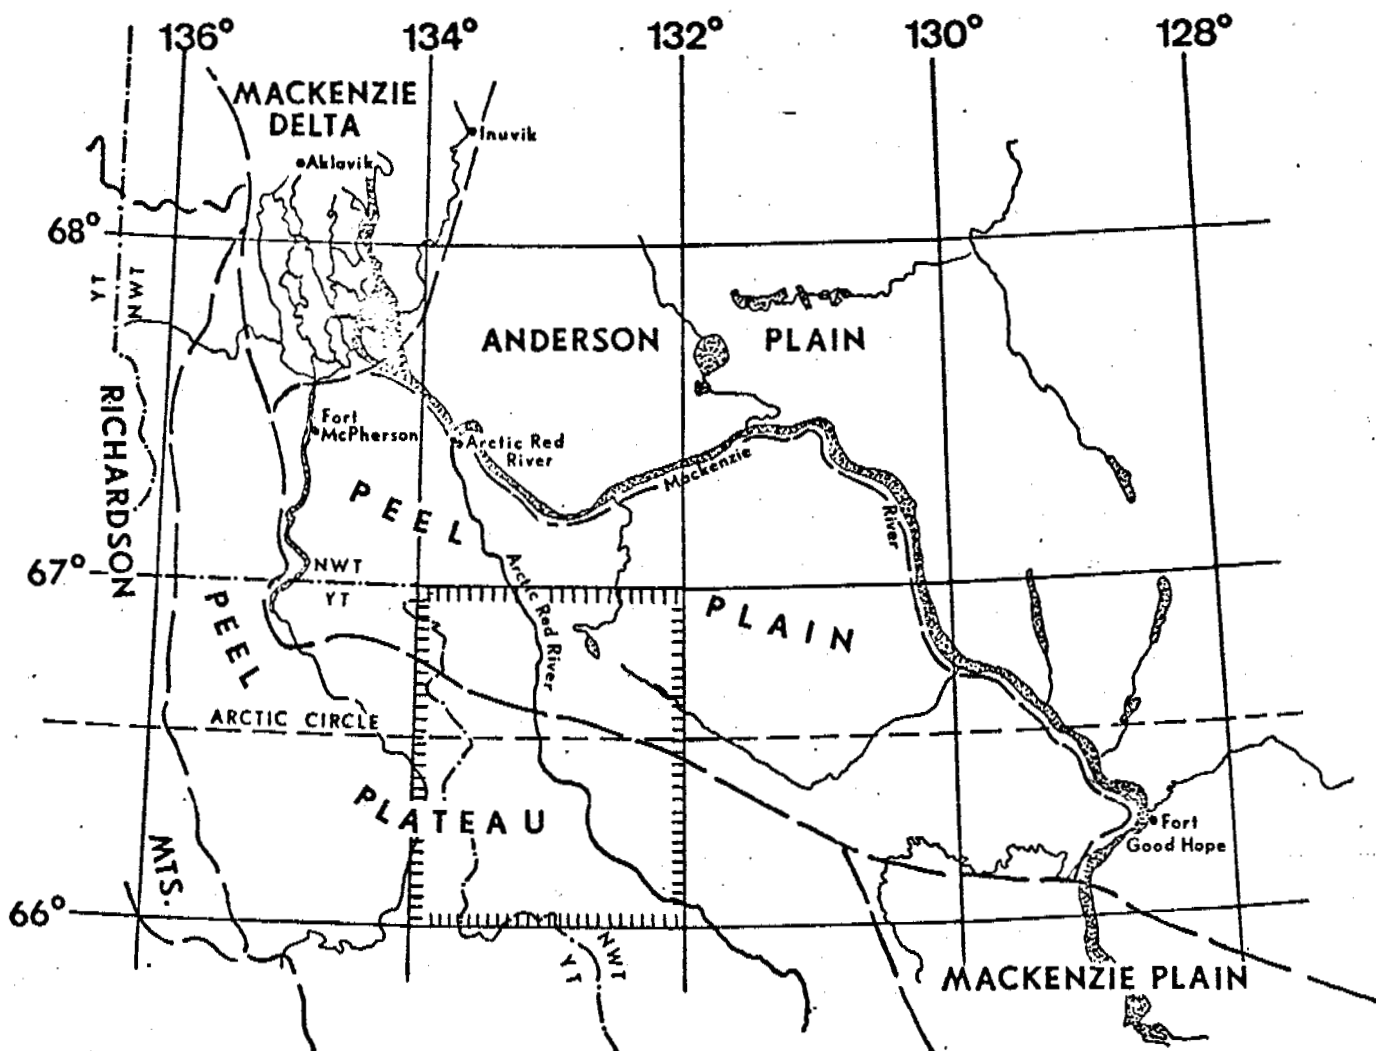 136° 134° 132° 130° 128°
MACKENZIE
DELTA
Inuvik
Aklavik
68°
YT
NWT
ANDERSON PLAIN
RICHARDSON
Fort
McPherson
Arctic Red
River
Mackenzie
River
PEEL
67°
NWT
YT
Arctic Red River
PLAIN
PEEL
ARCTIC CIRCLE
PLATEAU
Fort
Good Hope
MTS.
66°
NWT
YT
MACKENZIE PLAIN